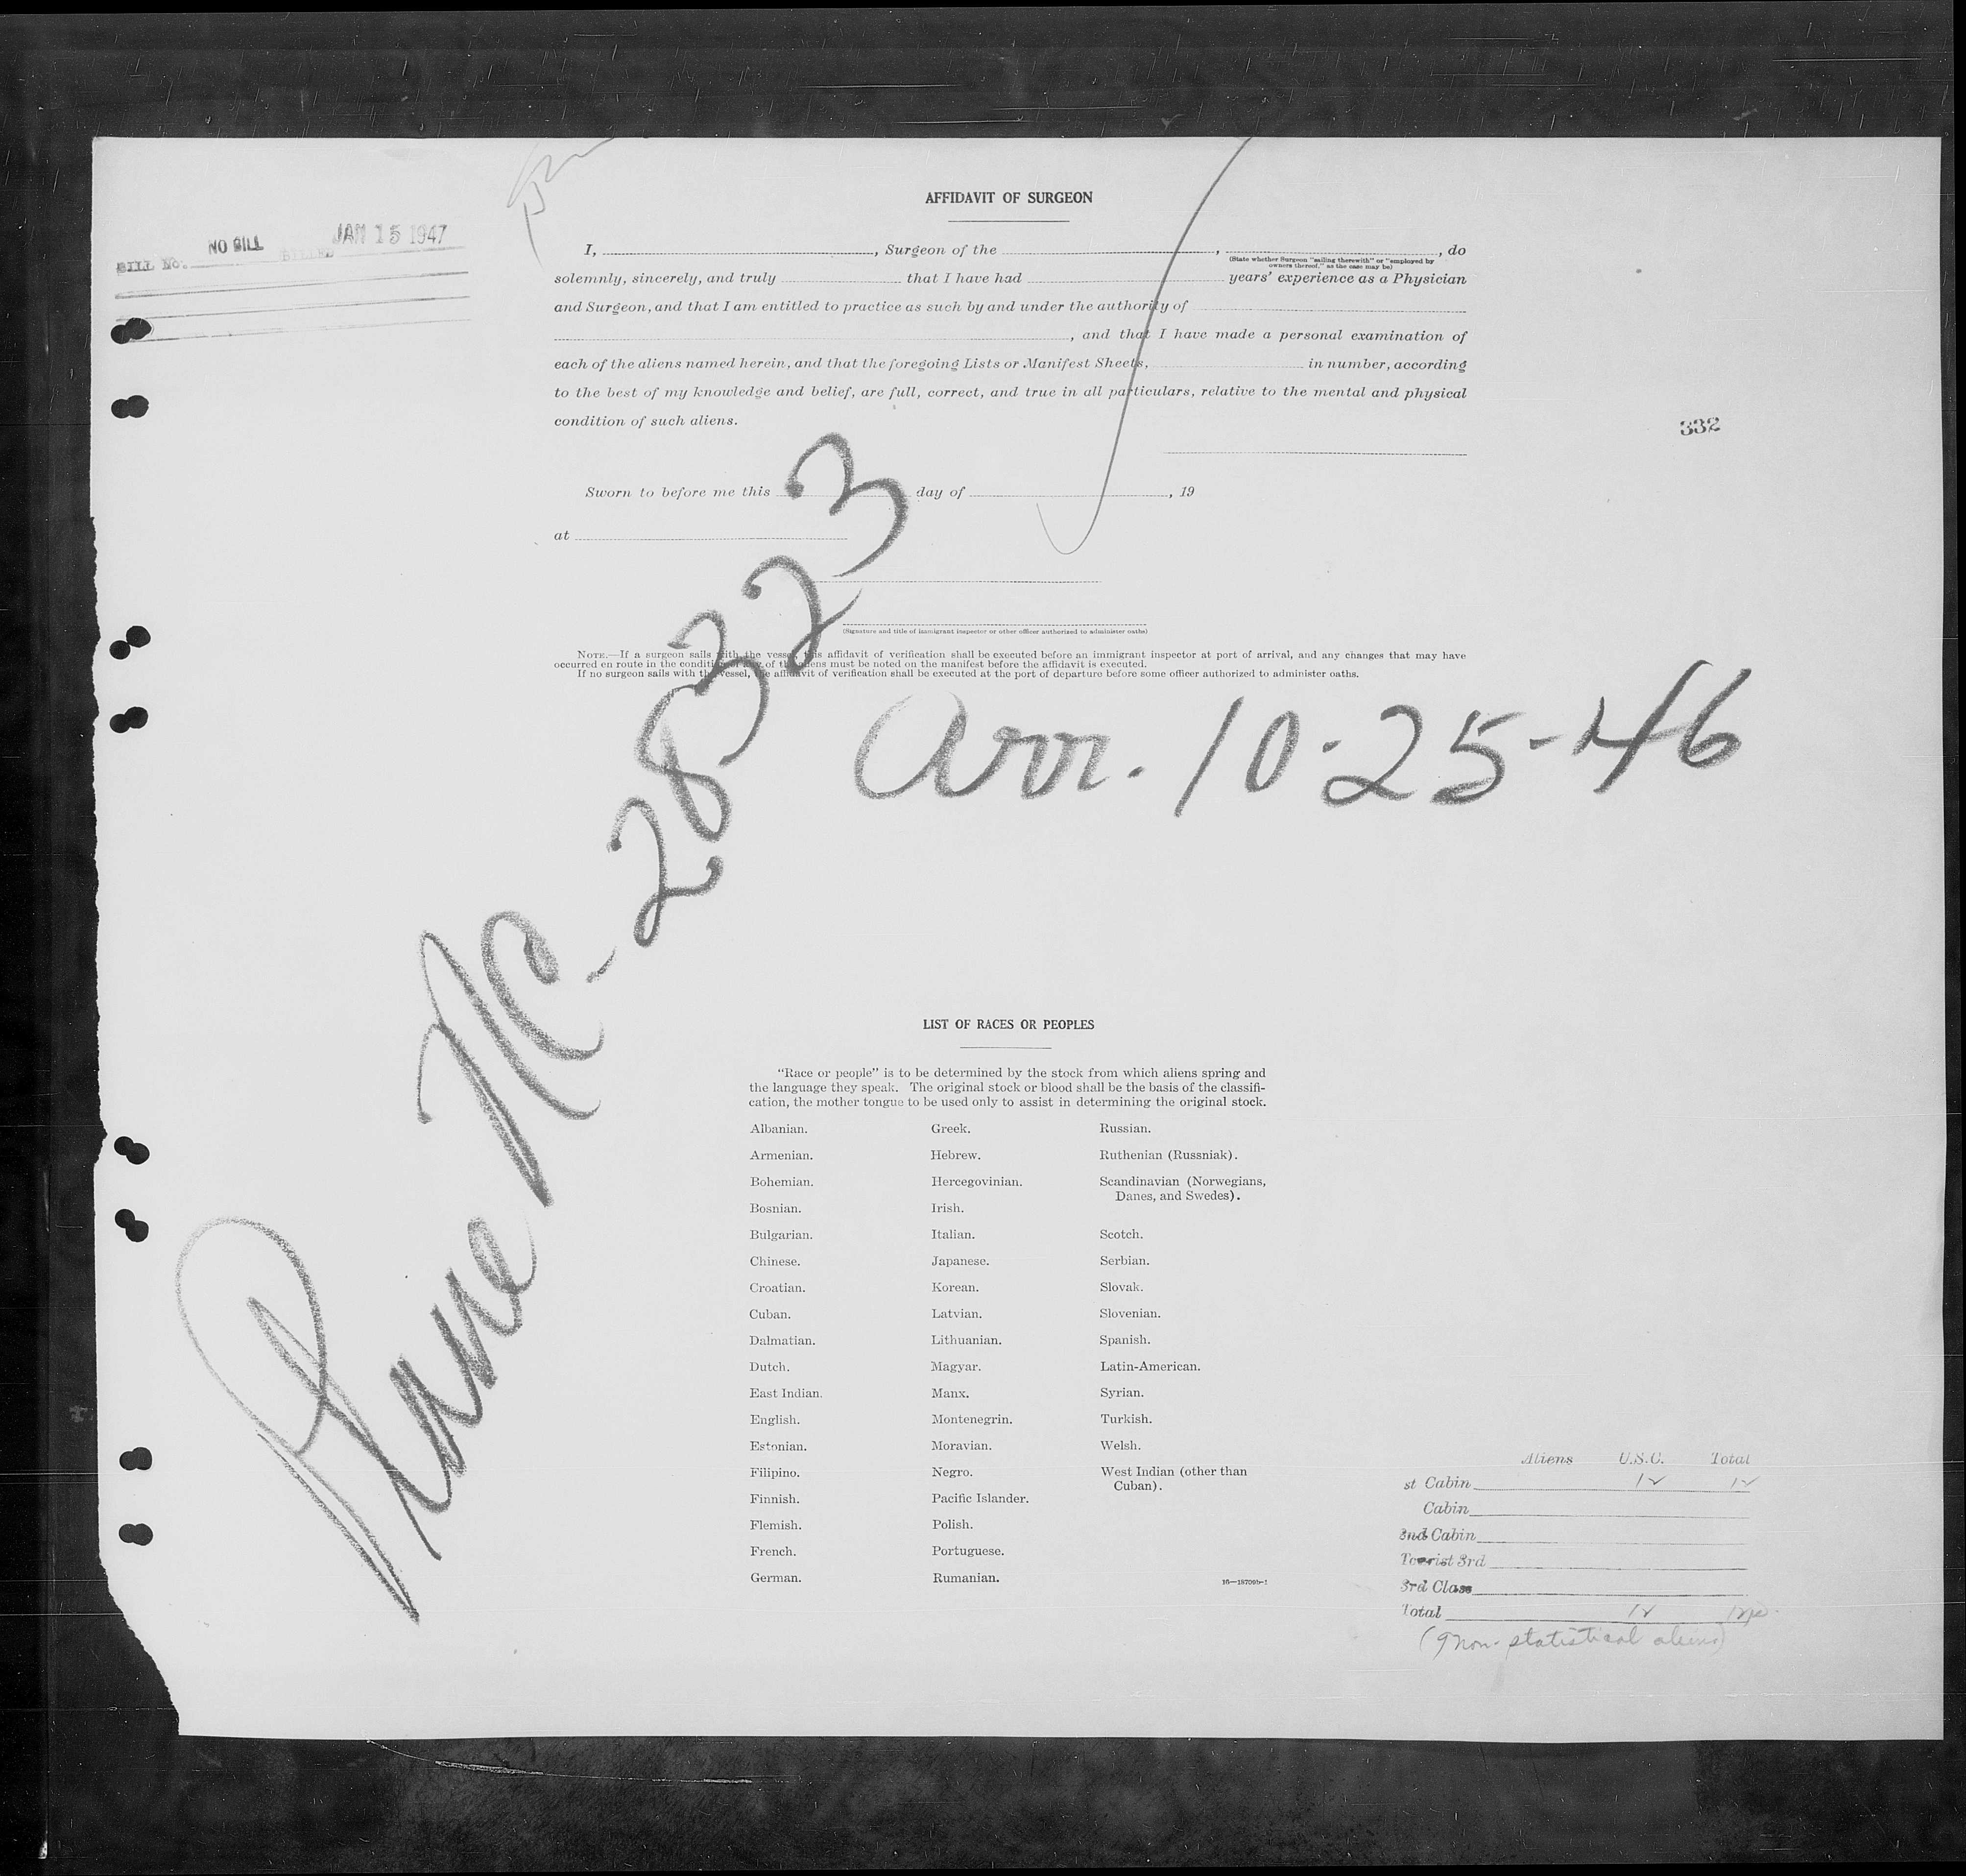 AFFIDAVIT OF SURGEON
BILL No. NO BILL BILLED JAN 15 1947
I, , Surgeon of the , , do
(State whether Surgeon "sailing therewith" or "employed by
owners thereof," as the case may be)
solemnly, sincerely, and truly that I have had years' experience as a Physician
and Surgeon, and that I am entitled to practice as such by and under the authority of
, and that I have made a personal examination of
each of the aliens named herein, and that the foregoing Lists or Manifest Sheets, in number, according
to the best of my knowledge and belief, are full, correct, and true in all particulars, relative to the mental and physical
condition of such aliens.
332
Sworn to before me this day of , 19
at
(Signature and title of immigrant inspector or other officer authorized to administer oaths)
NOTE.—If a surgeon sails with the vessel, this affidavit of verification shall be executed before an immigrant inspector at port of arrival, and any changes that may have
occurred en route in the condition of any of the aliens must be noted on the manifest before the affidavit is executed.
If no surgeon sails with the vessel, the affidavit of verification shall be executed at the port of departure before some officer authorized to administer oaths.
Plane NC-28323
Arr. 10-25-46
LIST OF RACES OR PEOPLES
"Race or people" is to be determined by the stock from which aliens spring and
the language they speak. The original stock or blood shall be the basis of the classifi-
cation, the mother tongue to be used only to assist in determining the original stock.
Albanian. Greek. Russian.
Armenian. Hebrew. Ruthenian (Russniak).
Bohemian. Hercegovinian. Scandinavian (Norwegians,
Danes, and Swedes).
Bosnian. Irish.
Bulgarian. Italian. Scotch.
Chinese. Japanese. Serbian.
Croatian. Korean. Slovak.
Cuban. Latvian. Slovenian.
Dalmatian. Lithuanian. Spanish.
Dutch. Magyar. Latin-American.
East Indian. Manx. Syrian.
English. Montenegrin. Turkish.
Estonian. Moravian. Welsh.
Filipino. Negro. West Indian (other than
Cuban).
Finnish. Pacific Islander.
Flemish. Polish.
French. Portuguese.
German. Rumanian.
Aliens U.S.C. Total
st Cabin 12 12
Cabin
2nd Cabin
Tourist 3rd
3rd Class
Total 12
(9 non-statistical aliens)